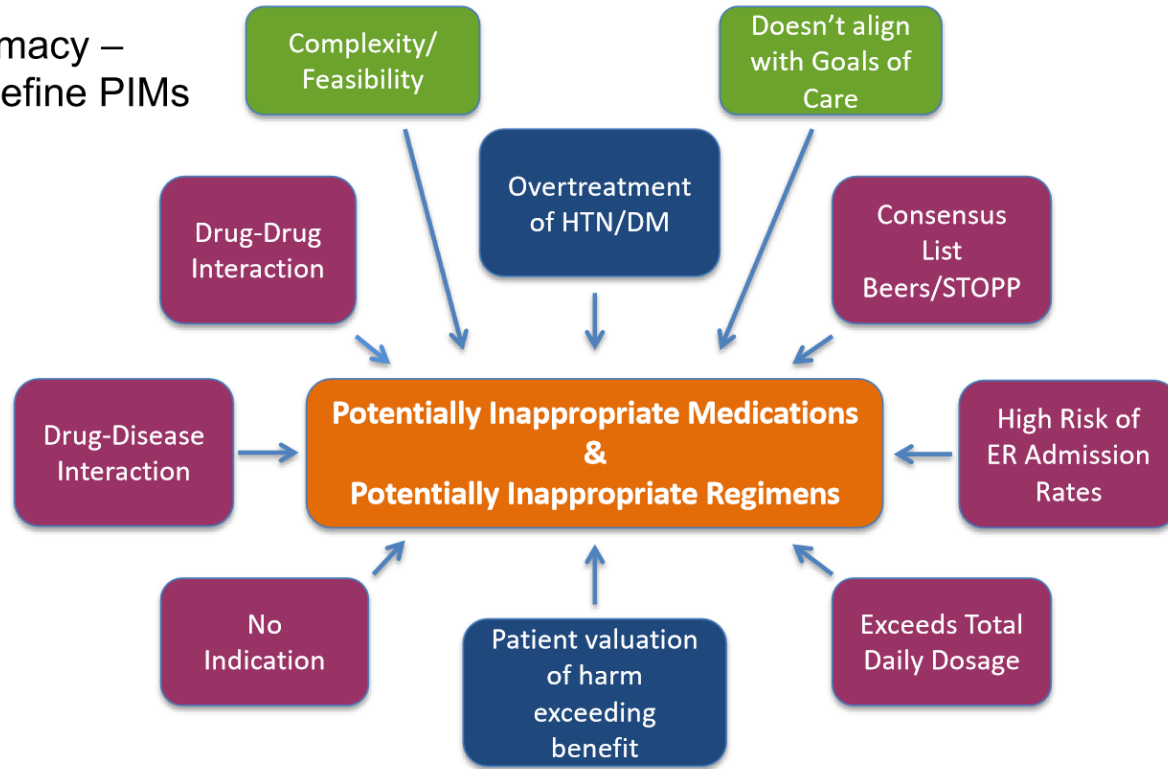 macy –
efine PIMs
Complexity/
Feasibility
Doesn’t align
with Goals of
Care
Overtreatment
of HTN/DM
Drug-Drug
Interaction
Consensus
List
Beers/STOPP
Drug-Disease
Interaction
Potentially Inappropriate Medications
&
Potentially Inappropriate Regimens
High Risk of
ER Admission
Rates
No
Indication
Patient valuation
of harm
exceeding
benefit
Exceeds Total
Daily Dosage